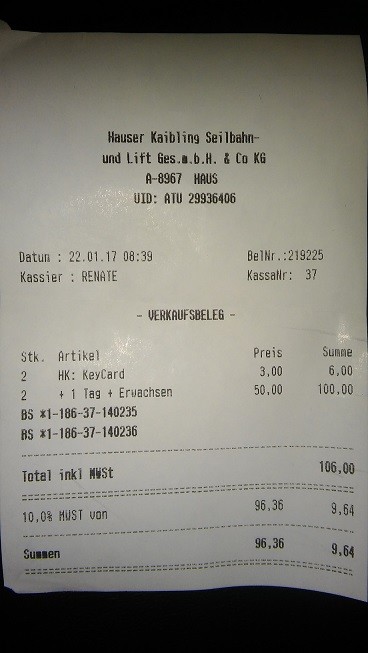 Hauser Kaibling Seilbahn-
und Lift Ges.m.b.H. & Co KG
A-8967 HAUS
UID: ATU 29936406
Datum : 22.01.17 08:39 BelNr.:219225
Kassier : RENATE KassaNr: 37
- VERKAUFSBELEG -
Stk. Artikel Preis Summe
2 HK: KeyCard 3,00 6,00
2 + 1 Tag + Erwachsen 50,00 100,00
BS *1-186-37-140235
BS *1-186-37-140236
Total inkl MWSt 106,00
10,0% MWST von 96,36 9,64
Summen 96,36 9,64